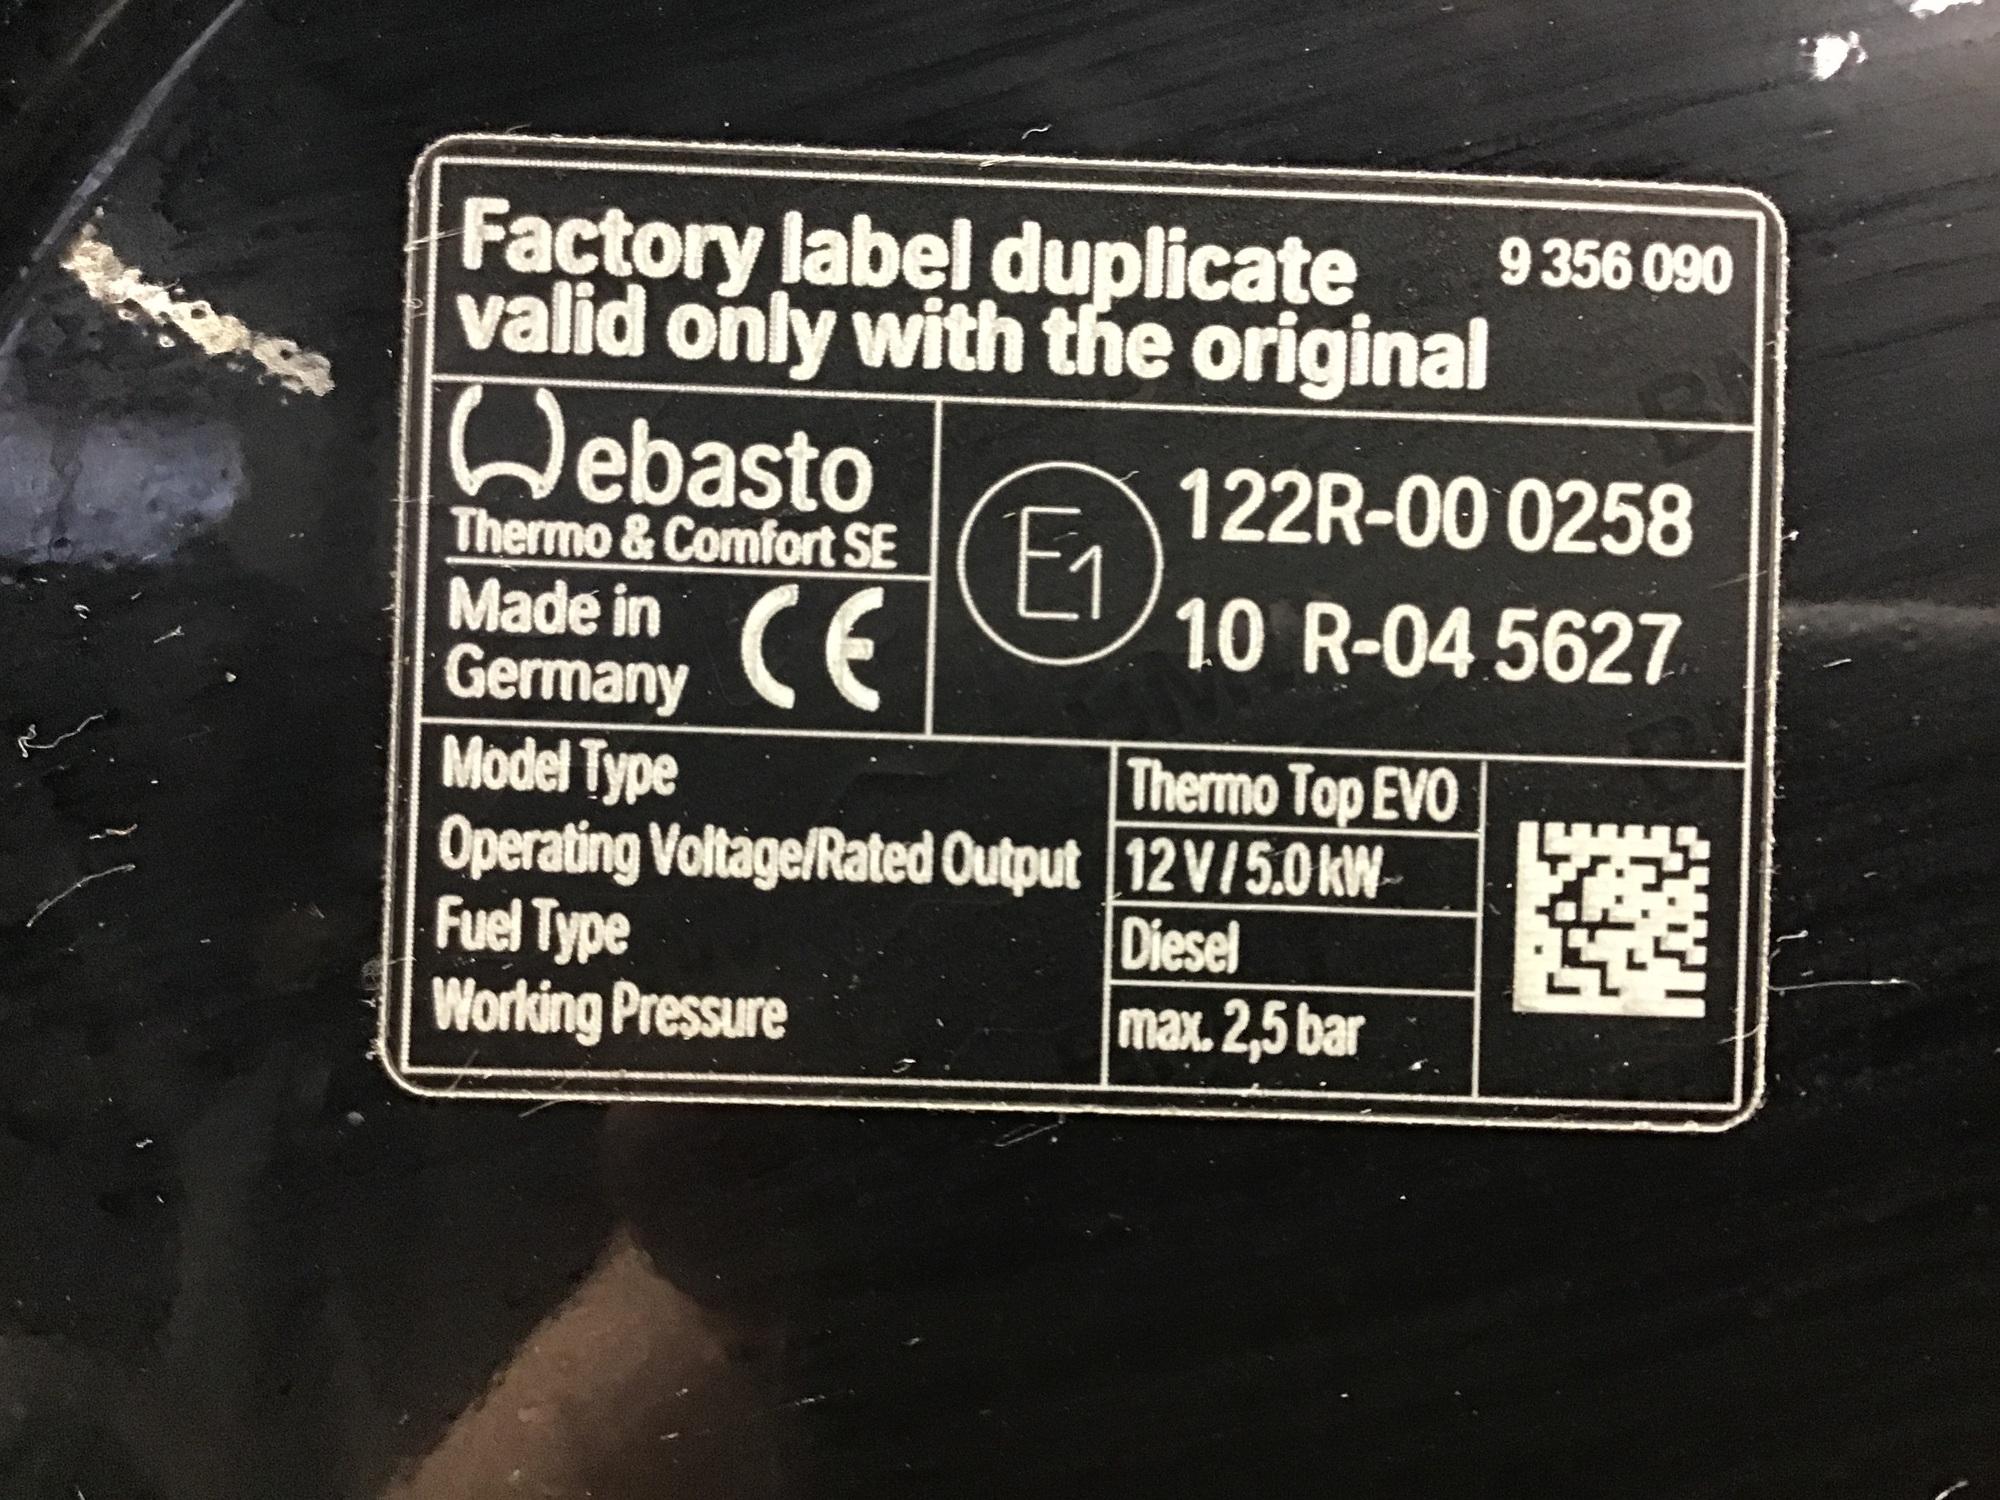 Factory label duplicate
valid only with the original
9 356 090
Webasto
Thermo & Comfort SE
Made in
Germany
CE
E1
122R-00 0258
10 R-04 5627
Model Type
Thermo Top EVO
Operating Voltage/Rated Output
12 V / 5.0 kW
Fuel Type
Diesel
Working Pressure
max. 2,5 bar